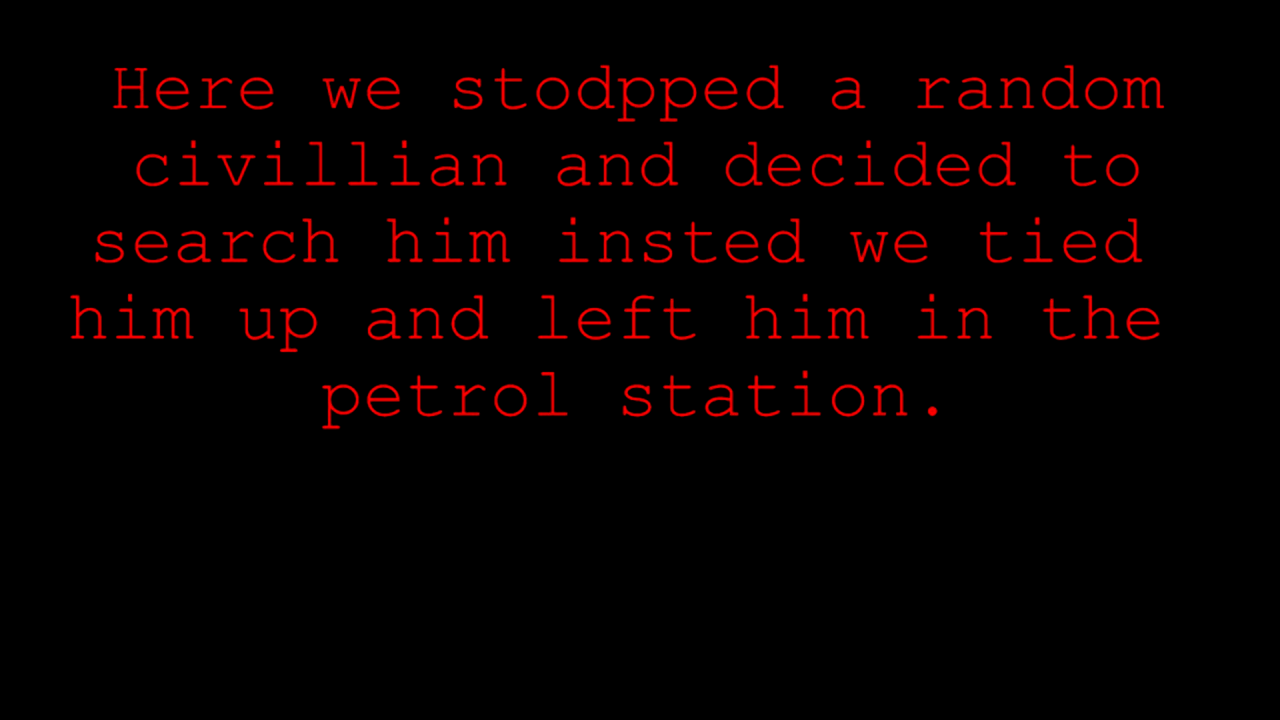 Here we stodpped a random
civillian and decided to
search him insted we tied
him up and left him in the
petrol station.